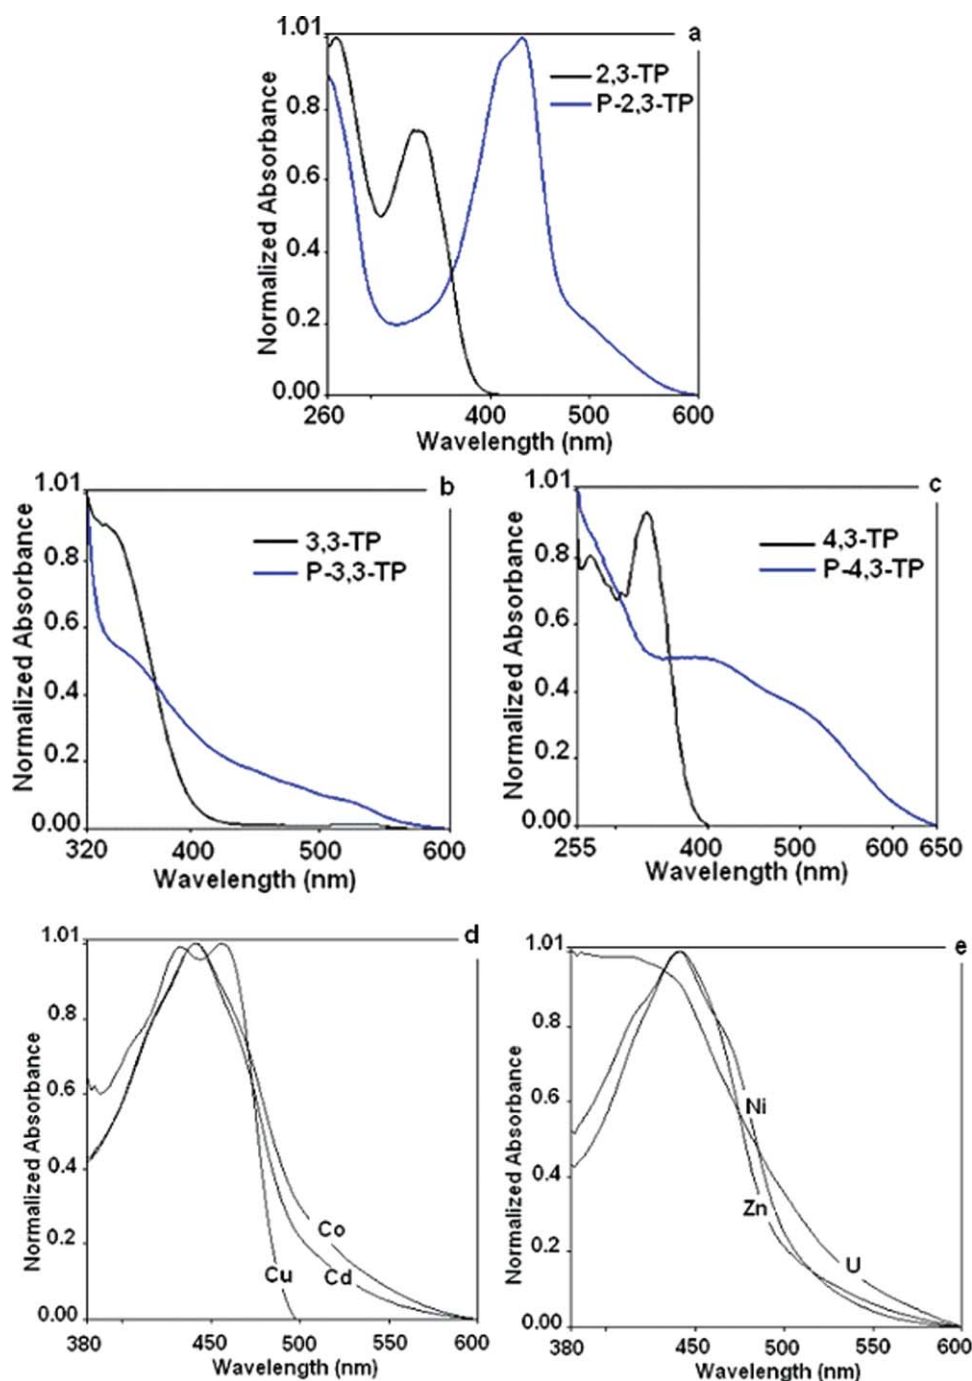 a
1.01
0.8
0.6
0.4
0.2
0.00
Normalized Absorbance
2,3-TP
P-2,3-TP
260 400 500 600
Wavelength (nm)
b
1.01
0.8
0.6
0.4
0.2
0.00
Normalized Absorbance
3,3-TP
P-3,3-TP
320 400 500 600
Wavelength (nm)
c
1.01
0.8
0.6
0.4
0.2
0.00
Normalized Absorbance
4,3-TP
P-4,3-TP
255 400 500 600 650
Wavelength (nm)
d
1.01
0.8
0.6
0.4
0.2
0.00
Normalized Absorbance
Co
Cu
Cd
380 450 500 550 600
Wavelength (nm)
e
1.01
0.8
0.6
0.4
0.2
0.00
Normalized Absorbance
Ni
Zn
U
380 450 500 550 600
Wavelength (nm)